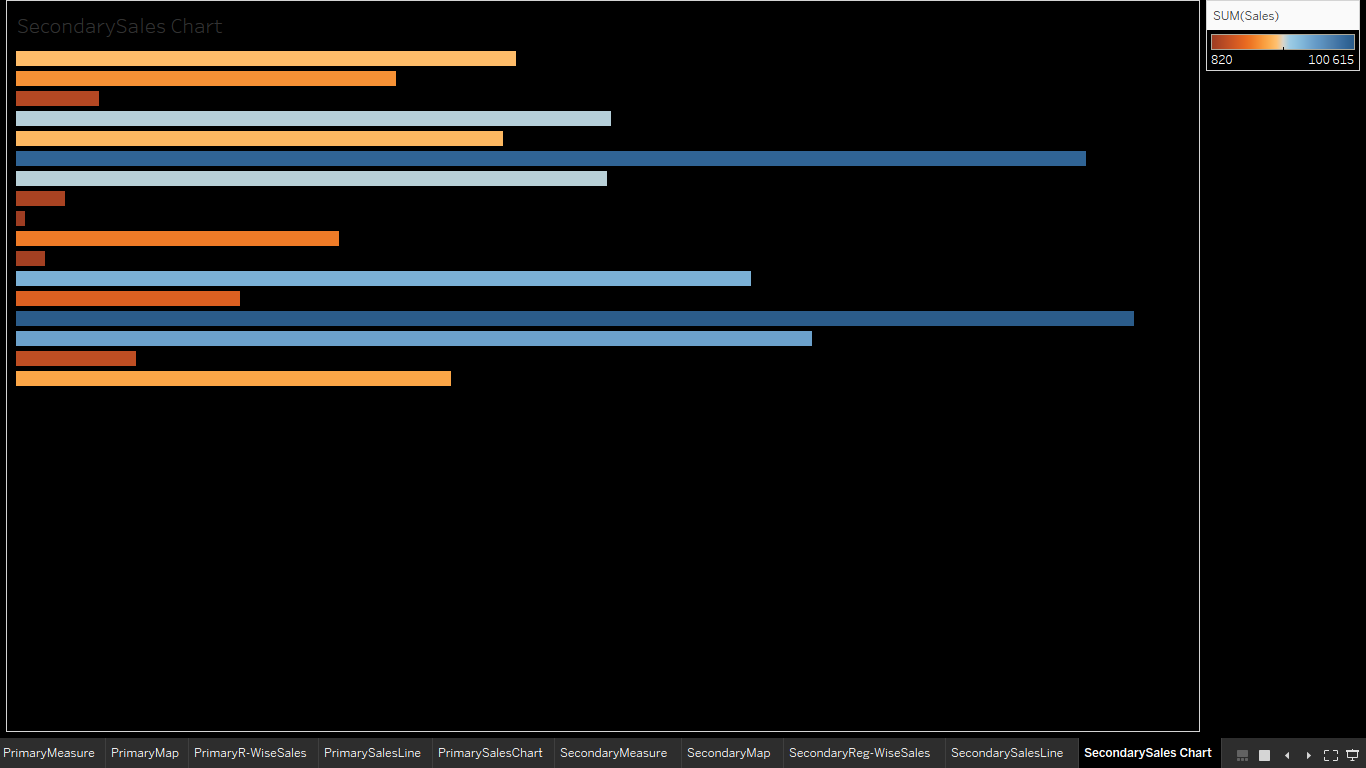 SecondarySales Chart
SUM(Sales)
820 100 615
PrimaryMeasure PrimaryMap PrimaryR-WiseSales PrimarySalesLine PrimarySalesChart SecondaryMeasure SecondaryMap SecondaryReg-WiseSales SecondarySalesLine SecondarySales Chart